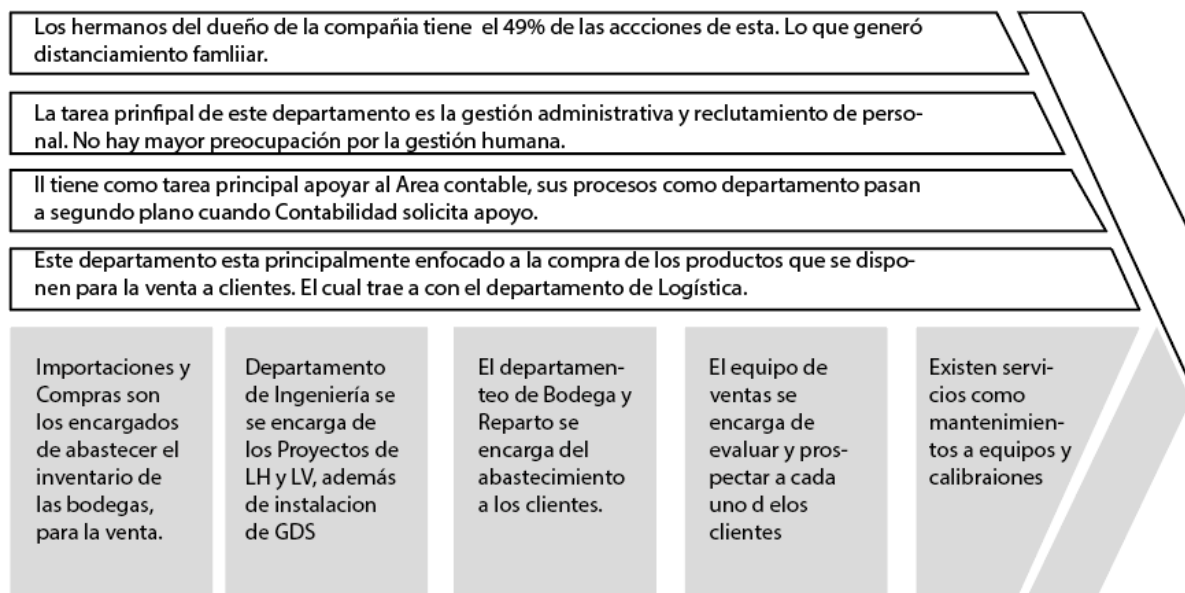 Los hermanos del dueño de la compañia tiene el 49% de las accciones de esta. Lo que generó
distanciamiento famliiar.
La tarea prinfipal de este departamento es la gestión administrativa y reclutamiento de perso-
nal. No hay mayor preocupación por la gestión humana.
II tiene como tarea principal apoyar al Area contable, sus procesos como departamento pasan
a segundo plano cuando Contabilidad solicita apoyo.
Este departamento esta principalmente enfocado a la compra de los productos que se dispo-
nen para la venta a clientes. El cual trae a con el departamento de Logística.
Importaciones y
Compras son
los encargados
de abastecer el
inventario de
las bodegas,
para la venta.
Departamento
de Ingeniería se
se encarga de
los Proyectos de
LH y LV, además
de instalacion
de GDS
El departamen-
teo de Bodega y
Reparto se
encarga del
abastecimiento
a los clientes.
El equipo de
ventas se
encarga de
evaluar y pros-
pectar a cada
uno d elos
clientes
Existen servi-
cios como
mantenimien-
tos a equipos y
calibraiones